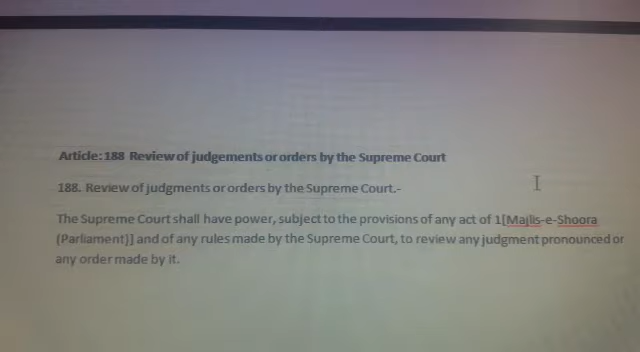 Article:188 Review of judgements or orders by the Supreme Court
188. Review of judgments or orders by the Supreme Court.-
The Supreme Court shall have power, subject to the provisions of any act of 1[Majlis-e-Shoora
(Parliament)] and of any rules made by the Supreme Court, to review any judgment pronounced or
any order made by it.